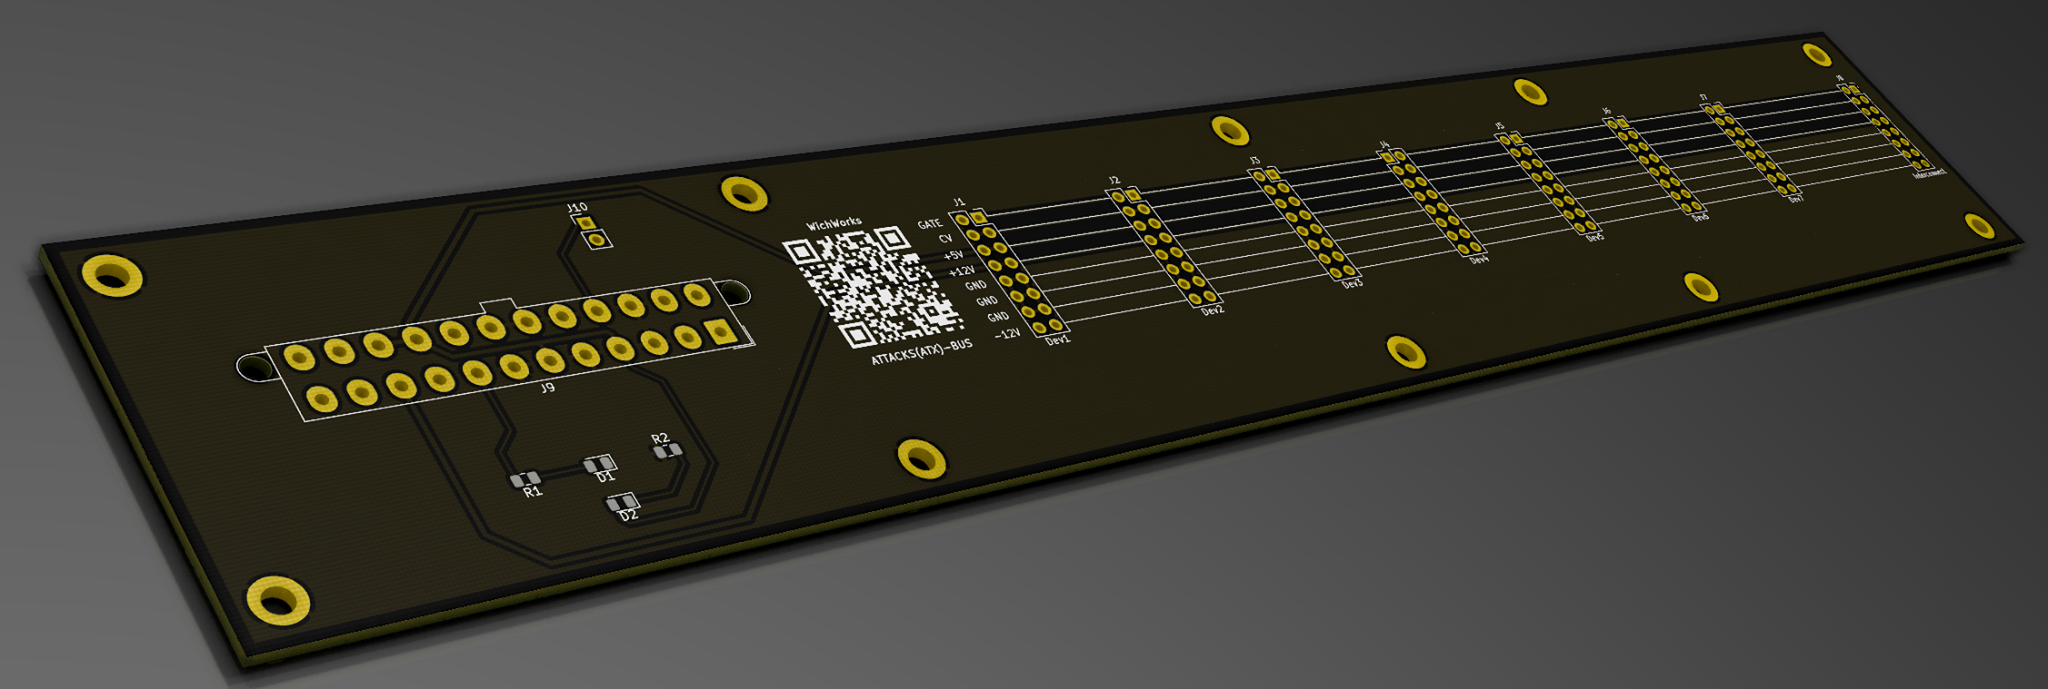 J10
J9
R1
D1
R2
D2
WichWorks
ATTACKS(ATX)-BUS
GATE
CV
+5V
+12V
GND
GND
GND
-12V
J1
Dev1
J2
Dev2
J3
Dev3
J4
Dev4
J5
Dev5
J6
Dev6
J7
Dev7
J8
Interconnect